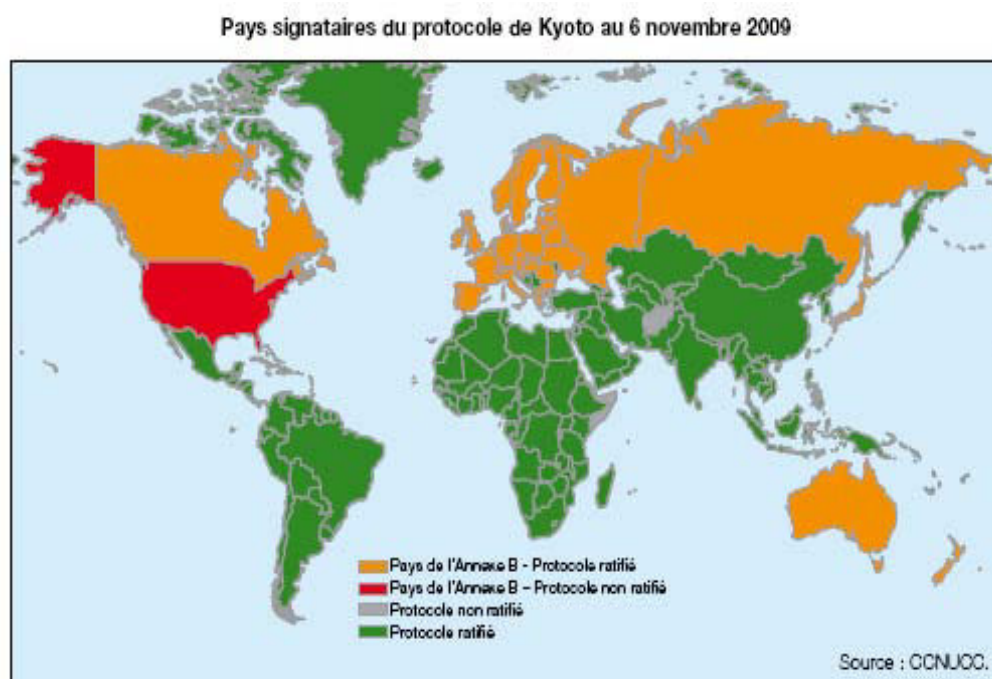 Pays signataires du protocole de Kyoto au 6 novembre 2009
Pays de l'Annexe B - Protocole ratifié
Pays de l'Annexe B – Protocole non ratifié
Protocole non ratifié
Protocole ratifié
Source : CCNUCC.